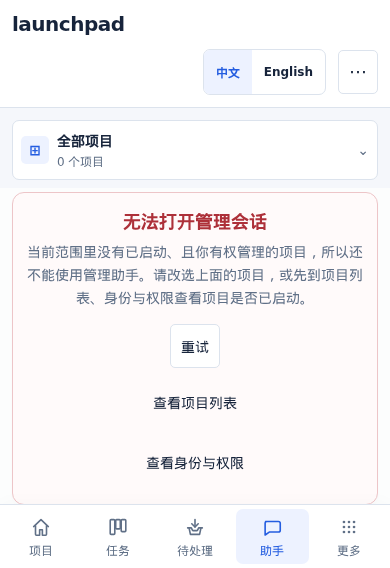 launchpad
中文
English
全部项目
0 个项目
无法打开管理会话
当前范围里没有已启动、且你有权管理的项目，所以还
不能使用管理助手。请改选上面的项目，或先到项目列
表、身份与权限查看项目是否已启动。
重试
查看项目列表
查看身份与权限
项目
任务
待处理
助手
更多